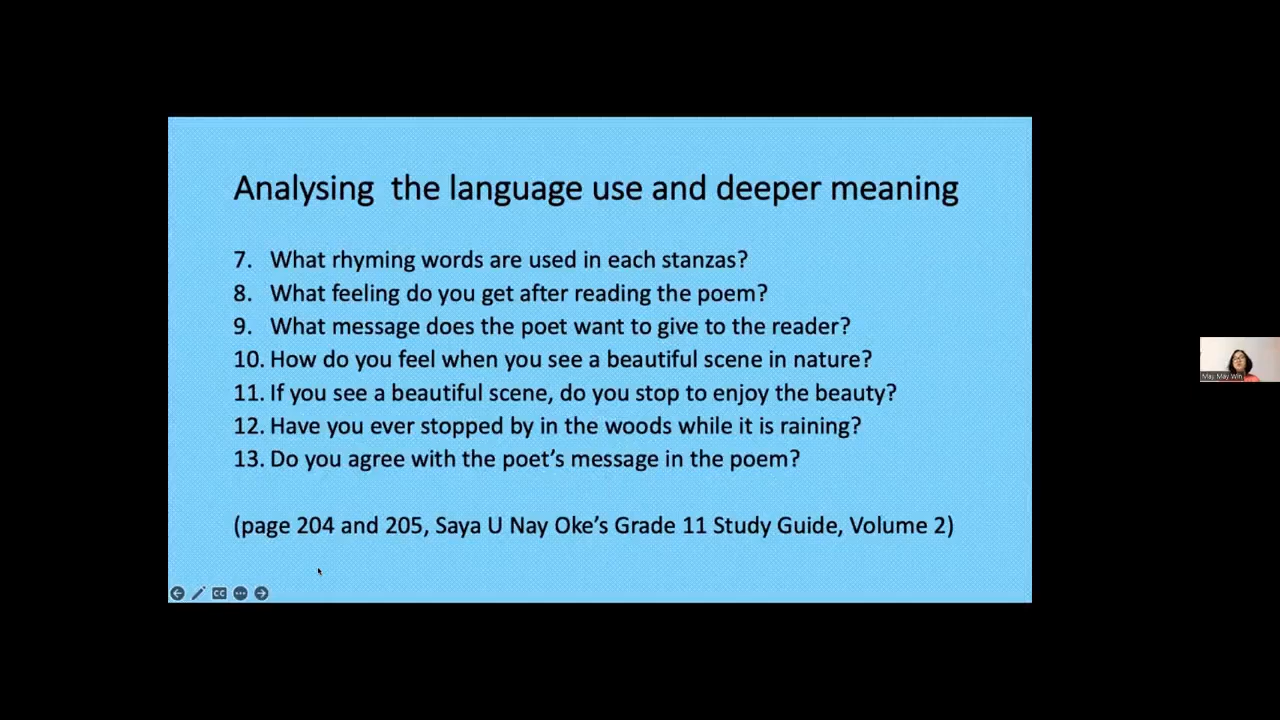 Analysing the language use and deeper meaning
7. What rhyming words are used in each stanzas?
8. What feeling do you get after reading the poem?
9. What message does the poet want to give to the reader?
10. How do you feel when you see a beautiful scene in nature?
11. If you see a beautiful scene, do you stop to enjoy the beauty?
12. Have you ever stopped by in the woods while it is raining?
13. Do you agree with the poet's message in the poem?
(page 204 and 205, Saya U Nay Oke's Grade 11 Study Guide, Volume 2)
CC
May Win